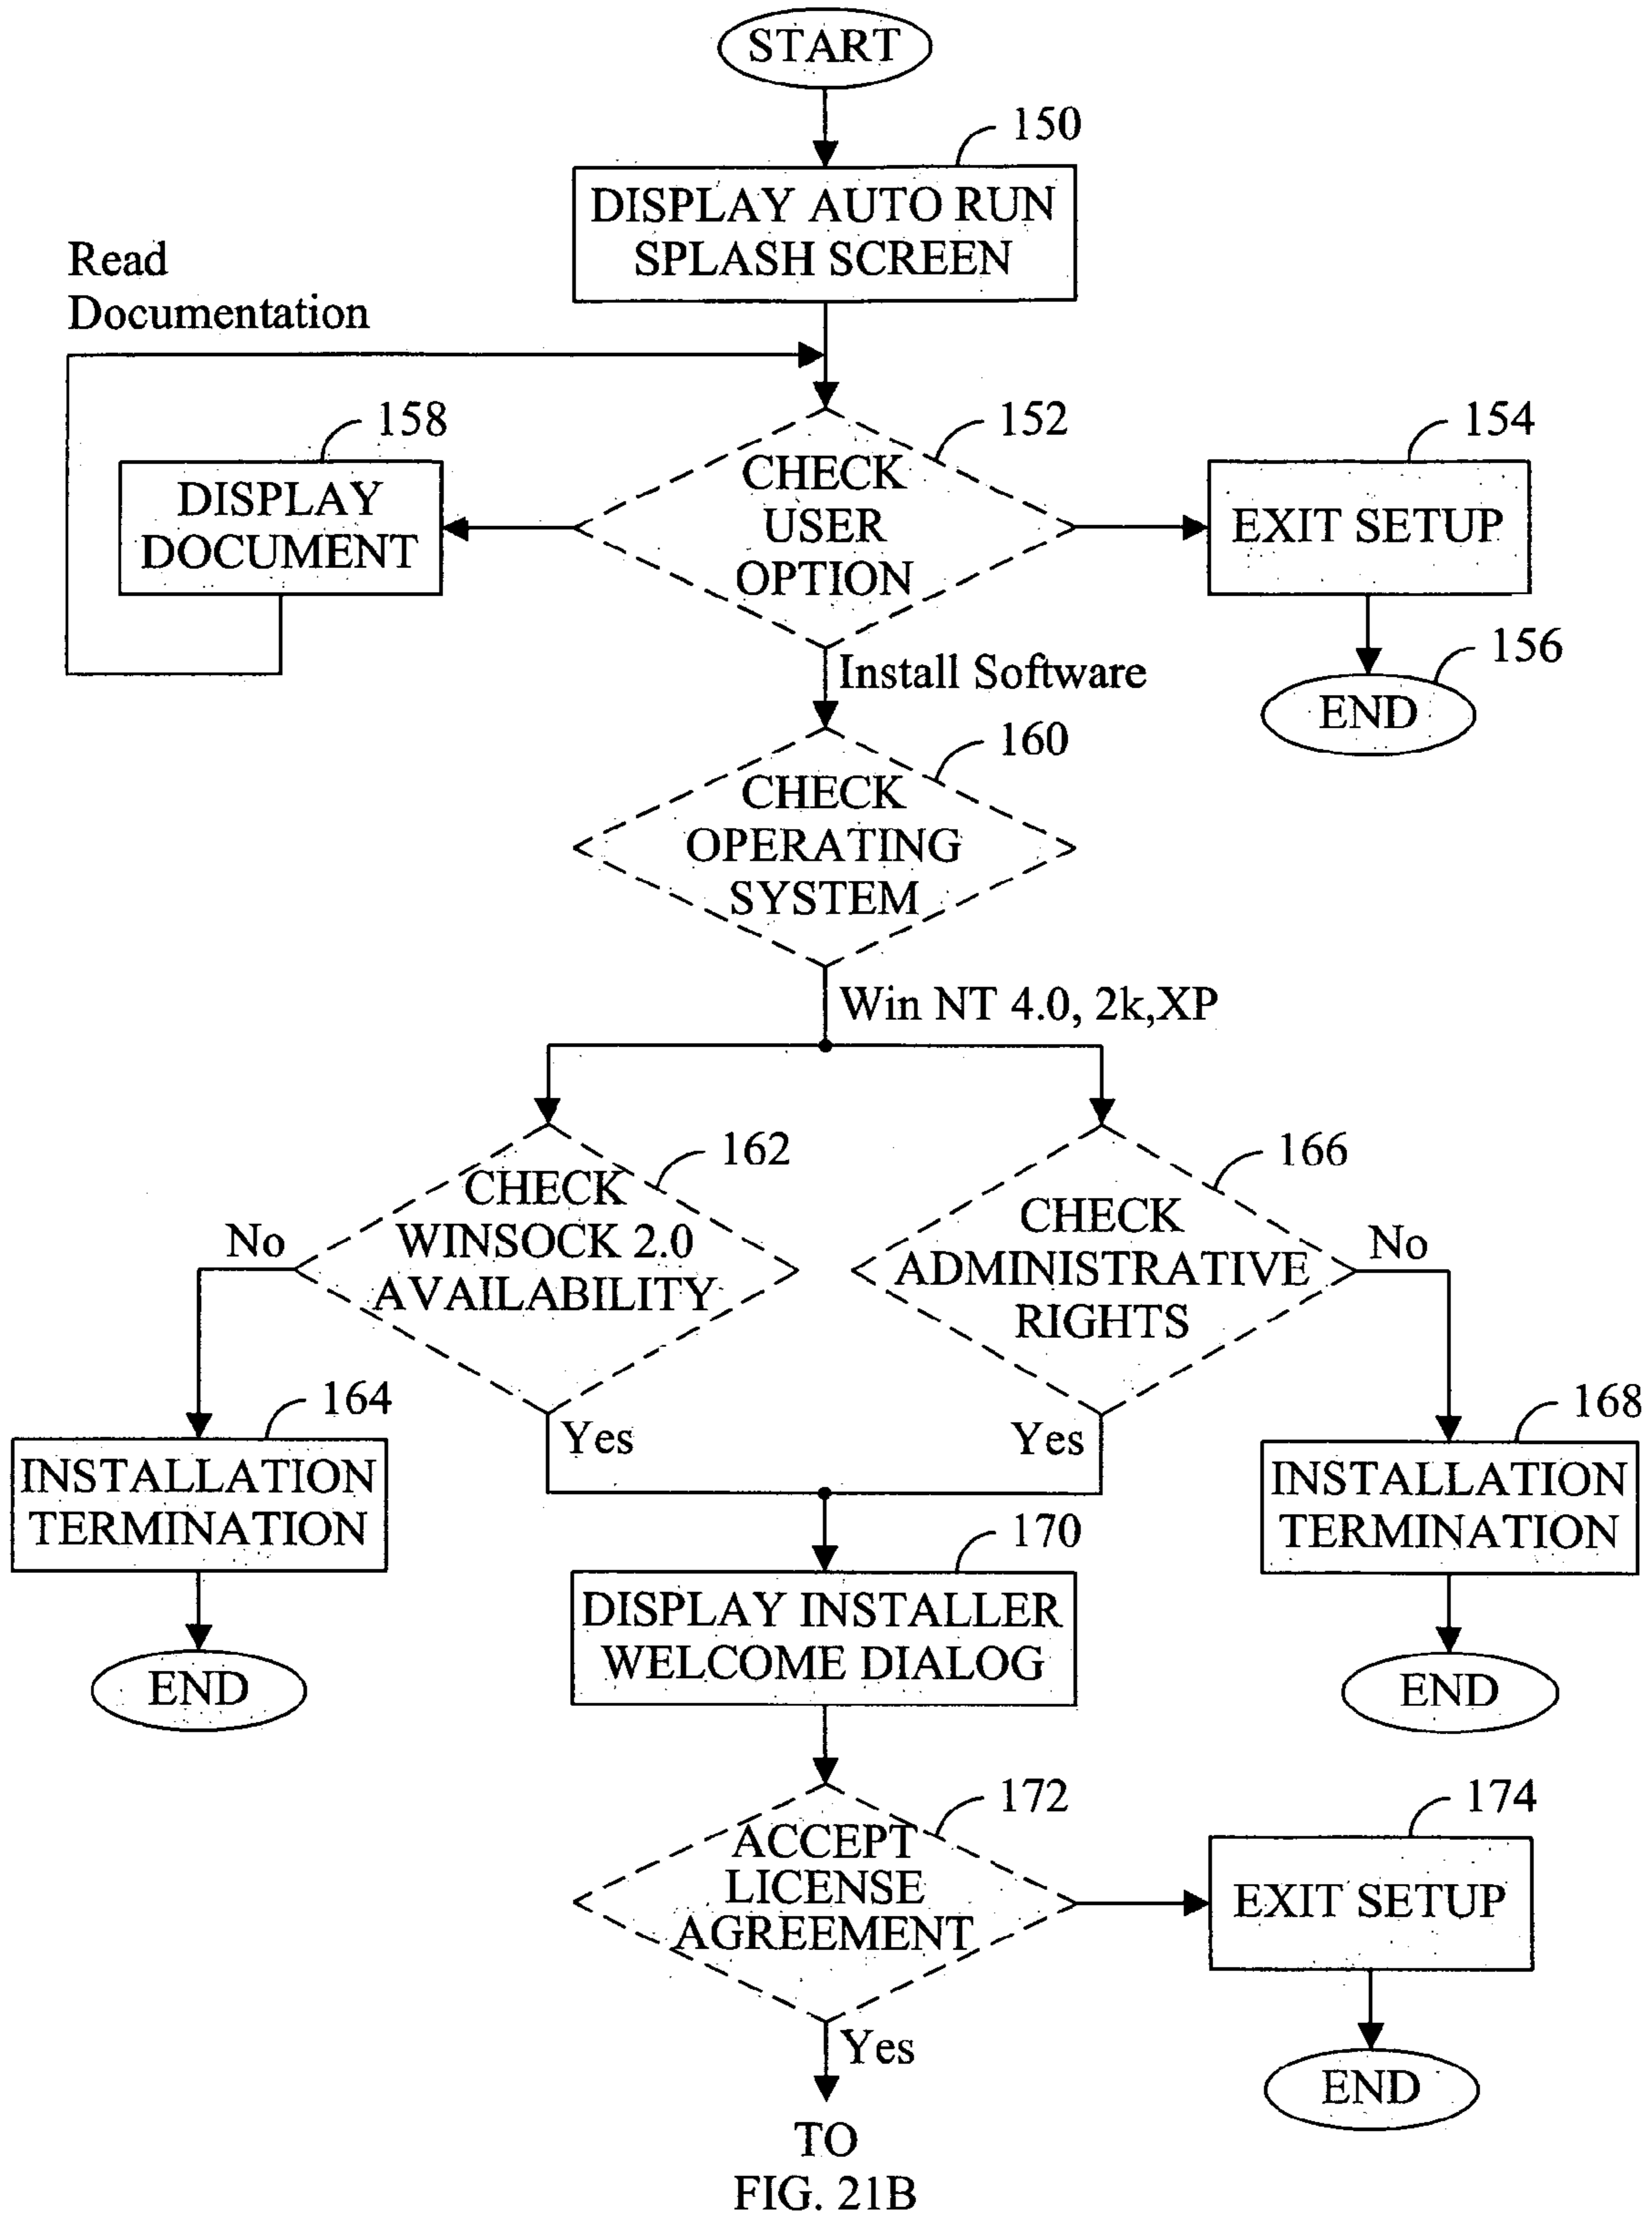 START
150
DISPLAY AUTO RUN
SPLASH SCREEN
Read
Documentation
158
152
154
DISPLAY
DOCUMENT
CHECK
USER
OPTION
EXIT SETUP
156
END
Install Software
160
CHECK
OPERATING
SYSTEM
Win NT 4.0, 2k,XP
162
166
CHECK
WINSOCK 2.0
AVAILABILITY
No
CHECK
ADMINISTRATIVE
RIGHTS
No
164
Yes
Yes
168
INSTALLATION
TERMINATION
INSTALLATION
TERMINATION
170
DISPLAY INSTALLER
WELCOME DIALOG
END
END
172
174
ACCEPT
LICENSE
AGREEMENT
EXIT SETUP
Yes
END
TO
FIG. 21B